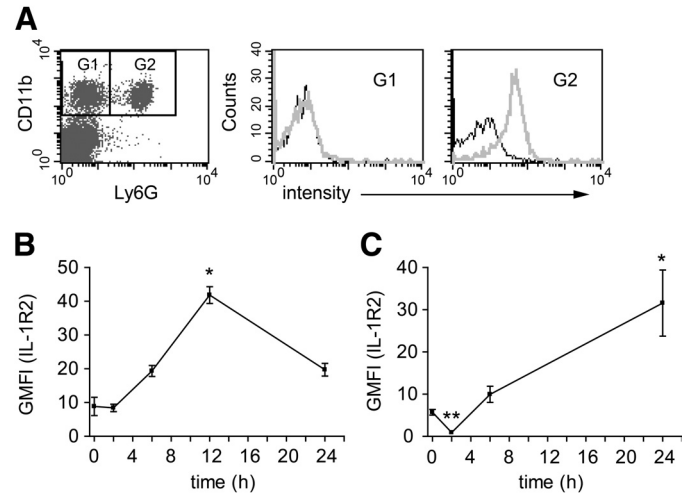 A
10^4
CD11b
10^0
G1
G2
10^0
10^4
Ly6G
Counts
40
30
20
10
0
G1
10^0
10^4
intensity
G2
10^0
10^4
B
GMFI (IL-1R2)
50
40
30
20
10
0
*
0 4 8 12 16 20 24
time (h)
C
GMFI (IL-1R2)
40
30
20
10
0
**
*
0 4 8 12 16 20 24
time (h)